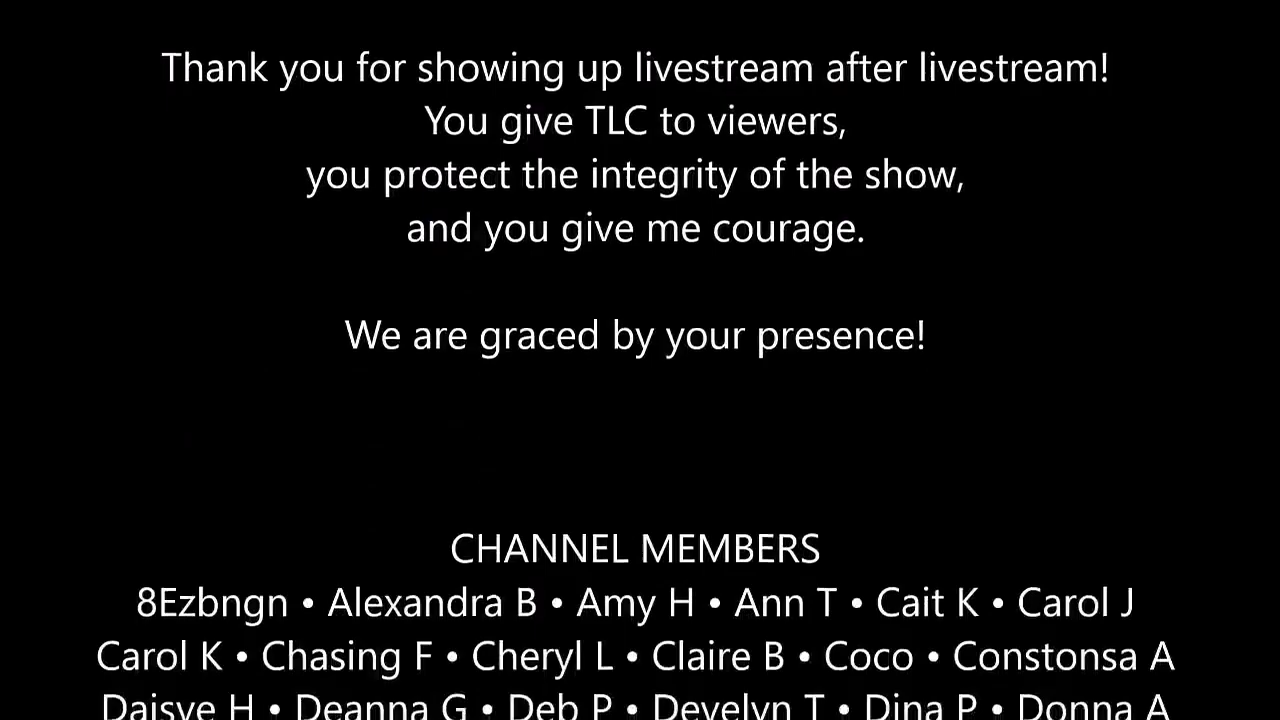 Thank you for showing up livestream after livestream!
You give TLC to viewers,
you protect the integrity of the show,
and you give me courage.
We are graced by your presence!
CHANNEL MEMBERS
8Ezbngn • Alexandra B • Amy H • Ann T • Cait K • Carol J
Carol K • Chasing F • Cheryl L • Claire B • Coco • Constonsa A
Daisye H • Deanna G • Deb P • Develyn T • Dina P • Donna A